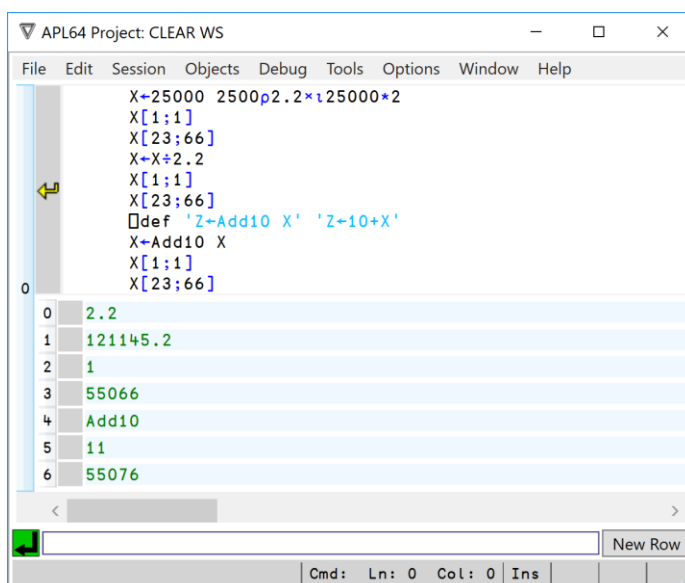 APL64 Project: CLEAR WS
File Edit Session Objects Debug Tools Options Window Help
X←25000 2500⍴2.2×⍳25000*2
X[1;1]
X[23;66]
X←X÷2.2
X[1;1]
X[23;66]
⎕def 'Z←Add10 X' 'Z←10+X'
X←Add10 X
X[1;1]
X[23;66]
0
0 2.2
1 121145.2
2 1
3 55066
4 Add10
5 11
6 55076
New Row
Cmd: Ln: 0 Col: 0 Ins